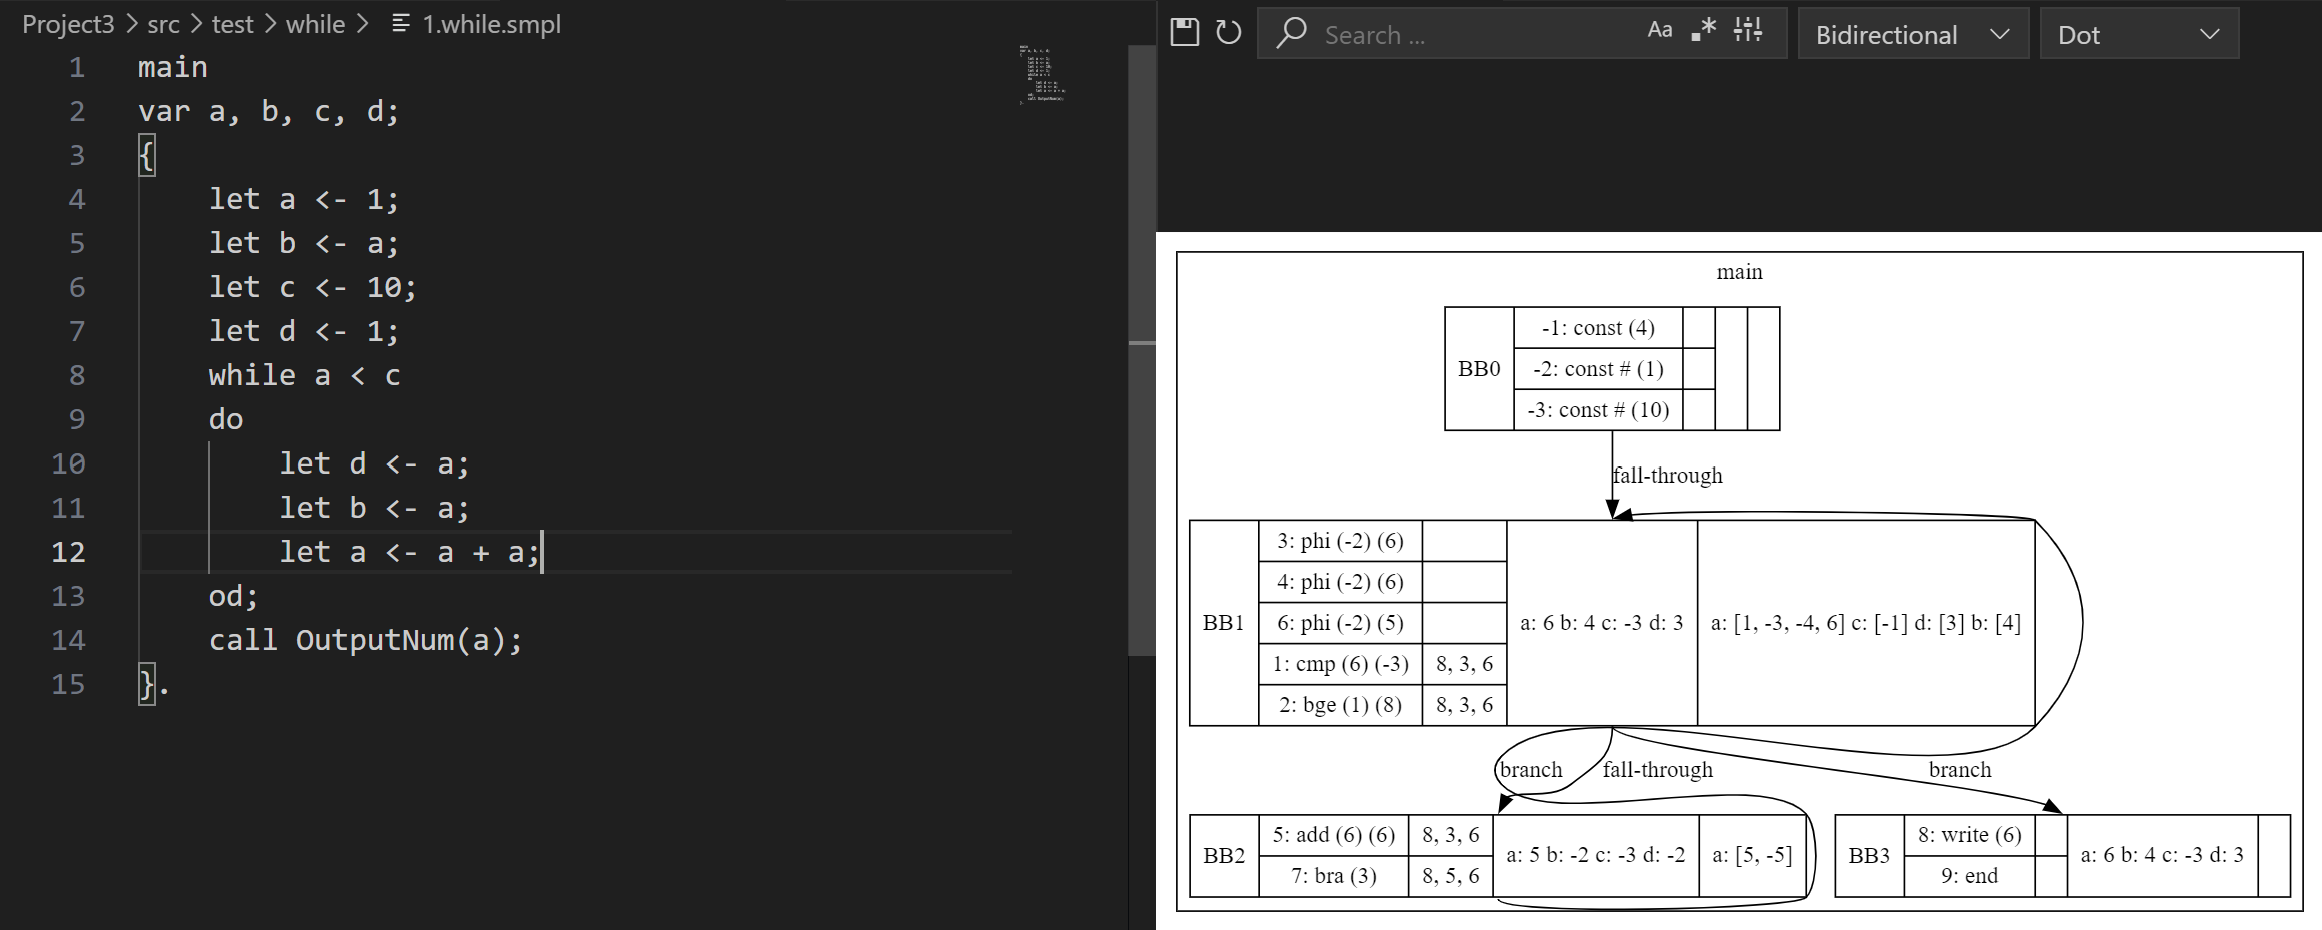 Project3 > src > test > while > 1.while.smpl
1 main
2 var a, b, c, d;
3 {
4 let a <- 1;
5 let b <- a;
6 let c <- 10;
7 let d <- 1;
8 while a < c
9 do
10 let d <- a;
11 let b <- a;
12 let a <- a + a;
13 od;
14 call OutputNum(a);
15 }.
Search ... Aa .* Bidirectional Dot
main
BB0
-1: const (4)
-2: const # (1)
-3: const # (10)
fall-through
BB1
3: phi (-2) (6)
4: phi (-2) (6)
6: phi (-2) (5)
1: cmp (6) (-3) 8, 3, 6
2: bge (1) (8) 8, 3, 6
a: 6 b: 4 c: -3 d: 3
a: [1, -3, -4, 6] c: [-1] d: [3] b: [4]
branch fall-through branch
BB2
5: add (6) (6) 8, 3, 6
7: bra (3) 8, 5, 6
a: 5 b: -2 c: -3 d: -2
a: [5, -5]
BB3
8: write (6)
9: end
a: 6 b: 4 c: -3 d: 3